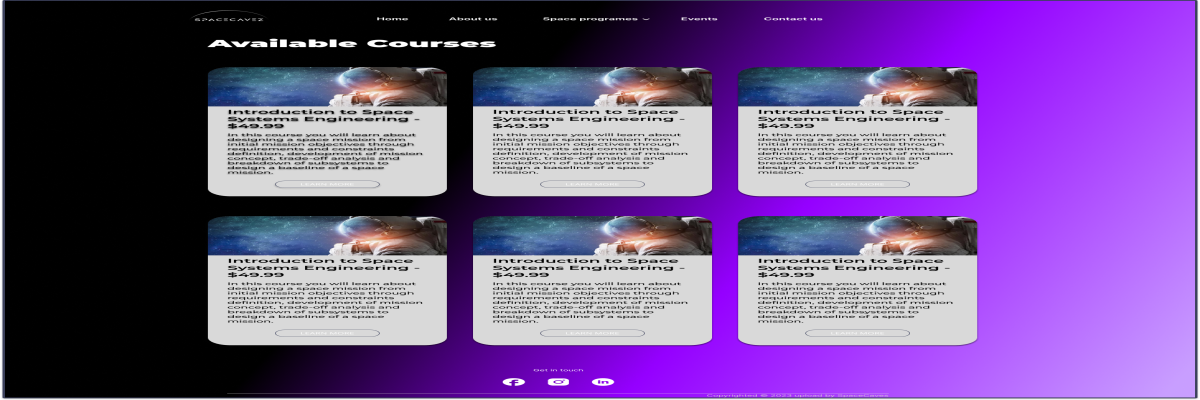 SPACECAVEZ
Home About us Space programes Events Contact us
Available Courses
Introduction to Space
Systems Engineering -
$49.99
In this course you will learn about
designing a space mission from
initial mission objectives through
requirements and constraints
definition, development of mission
concept, trade-off analysis and
breakdown of subsystems to
design a baseline of a space
mission.
LEARN MORE
Introduction to Space
Systems Engineering -
$49.99
In this course you will learn about
designing a space mission from
initial mission objectives through
requirements and constraints
definition, development of mission
concept, trade-off analysis and
breakdown of subsystems to
design a baseline of a space
mission.
LEARN MORE
Introduction to Space
Systems Engineering -
$49.99
In this course you will learn about
designing a space mission from
initial mission objectives through
requirements and constraints
definition, development of mission
concept, trade-off analysis and
breakdown of subsystems to
design a baseline of a space
mission.
LEARN MORE
Introduction to Space
Systems Engineering -
$49.99
In this course you will learn about
designing a space mission from
initial mission objectives through
requirements and constraints
definition, development of mission
concept, trade-off analysis and
breakdown of subsystems to
design a baseline of a space
mission.
LEARN MORE
Introduction to Space
Systems Engineering -
$49.99
In this course you will learn about
designing a space mission from
initial mission objectives through
requirements and constraints
definition, development of mission
concept, trade-off analysis and
breakdown of subsystems to
design a baseline of a space
mission.
LEARN MORE
Introduction to Space
Systems Engineering -
$49.99
In this course you will learn about
designing a space mission from
initial mission objectives through
requirements and constraints
definition, development of mission
concept, trade-off analysis and
breakdown of subsystems to
design a baseline of a space
mission.
LEARN MORE
Get in touch
Copyrighted © 2023 upload by SpaceCaves